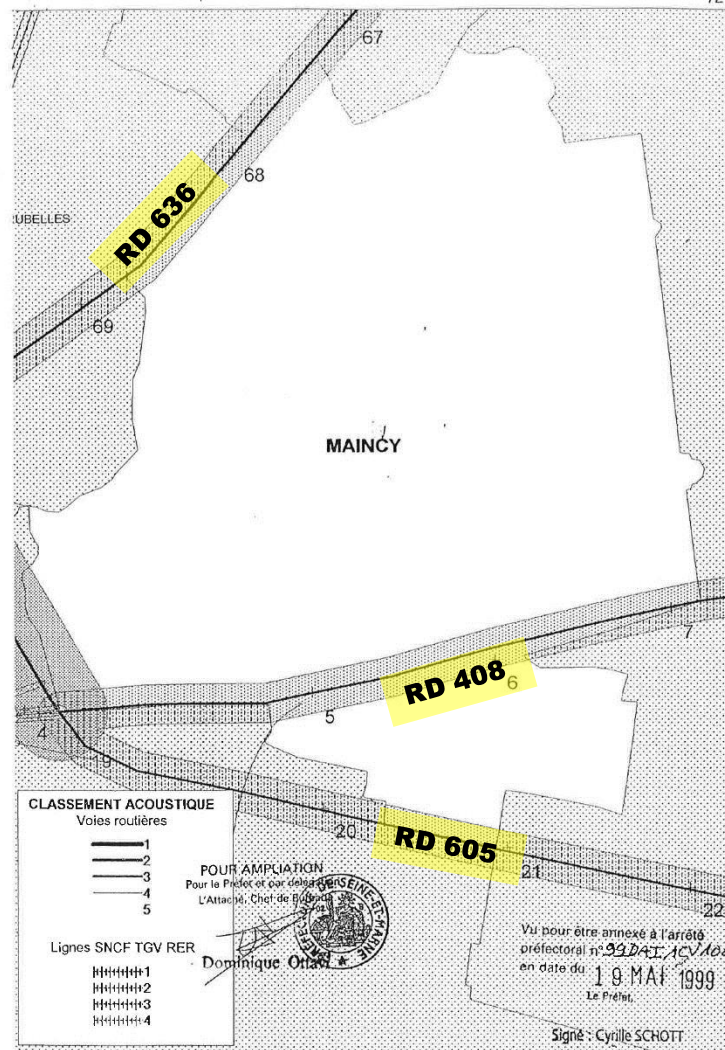 72
67
68
RD 636
UBELLES
69
MAINCY
7
RD 408
6
5
4
19
CLASSEMENT ACOUSTIQUE
Voies routières
1
2
3
4
5
Lignes SNCF TGV RER
1
2
3
4
20
RD 605
21
22
POUR AMPLIATION
Pour le Préfet et par délégation
L'Attaché, Chef de Bureau
SEINE-ET-MARNE
Dominique
Vu pour être annexé à l'arrêté
préfectoral n° 99DAI1CV
en date du 19 MAI 1999
Le Préfet,
Signé : Cyrille SCHOTT